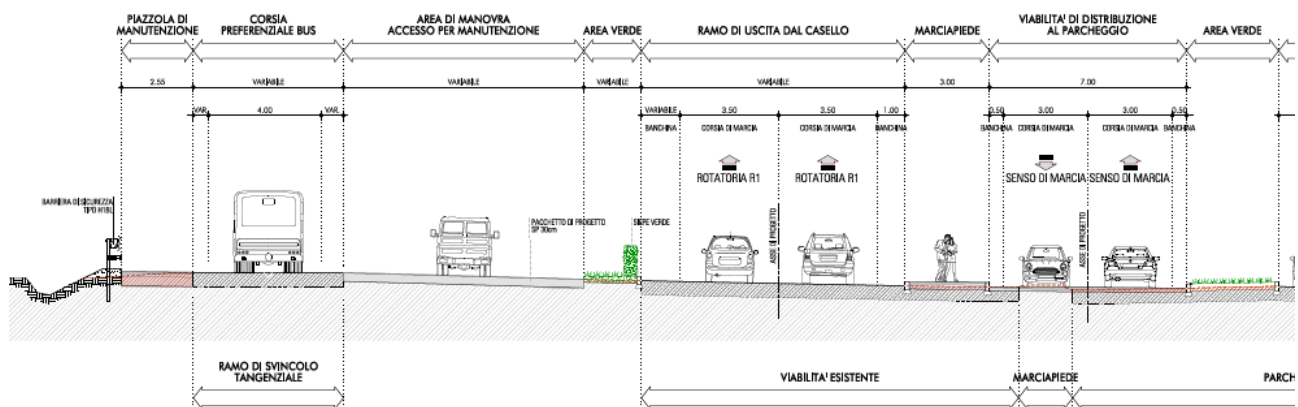 PIAZZOLA DI
MANUTENZIONE
CORSIA
PREFERENZIALE BUS
AREA DI MANOVRA
ACCESSO PER MANUTENZIONE
AREA VERDE
RAMO DI USCITA DAL CASELLO
MARCIAPIEDE
VIABILITA' DI DISTRIBUZIONE
AL PARCHEGGIO
AREA VERDE
2.55
VARIABILE
VARIABILE
VARIABILE
VARIABILE
3.00
7.00
VAR.
4.00
VAR.
VARIABILE
3.50
3.50
1.00
0.50
3.00
3.00
0.50
BANCHINA
CORSIA DI MARCIA
CORSIA DI MARCIA
BANCHINA
BANCHINA
CORSIA DI MARCIA
CORSIA DI MARCIA
BANCHINA
ROTATORIA R1
ROTATORIA R1
SENSO DI MARCIA
SENSO DI MARCIA
BARRIERA DI SICUREZZA
TIPO H1BL
PACCHETTO DI PROGETTO
SP 30cm
SIEPE VERDE
ASSE DI PROGETTO
ASSE DI PROGETTO
RAMO DI SVINCOLO
TANGENZIALE
VIABILITA' ESISTENTE
MARCIAPIEDE
PARCH